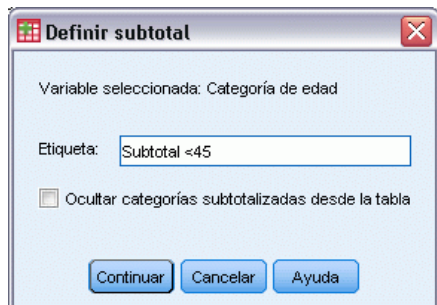 Definir subtotal
Variable seleccionada: Categoría de edad
Etiqueta: Subtotal <45
Ocultar categorías subtotalizadas desde la tabla
Continuar Cancelar Ayuda